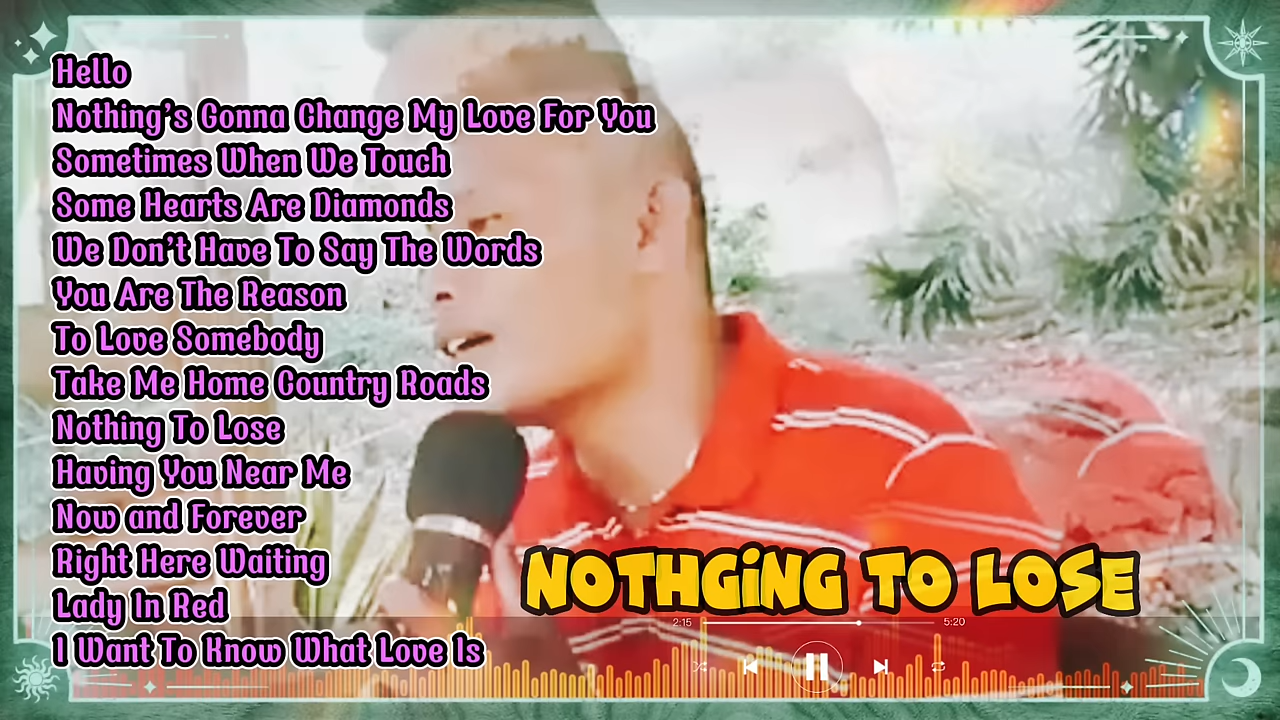 Hello
Nothing's Gonna Change My Love For You
Sometimes When We Touch
Some Hearts Are Diamonds
We Don't Have To Say The Words
You Are The Reason
To Love Somebody
Take Me Home Country Roads
Nothing To Lose
Having You Near Me
Now and Forever
Right Here Waiting
Lady In Red
I Want To Know What Love Is
NOTHGiNG TO LOSE
2:15 5:20